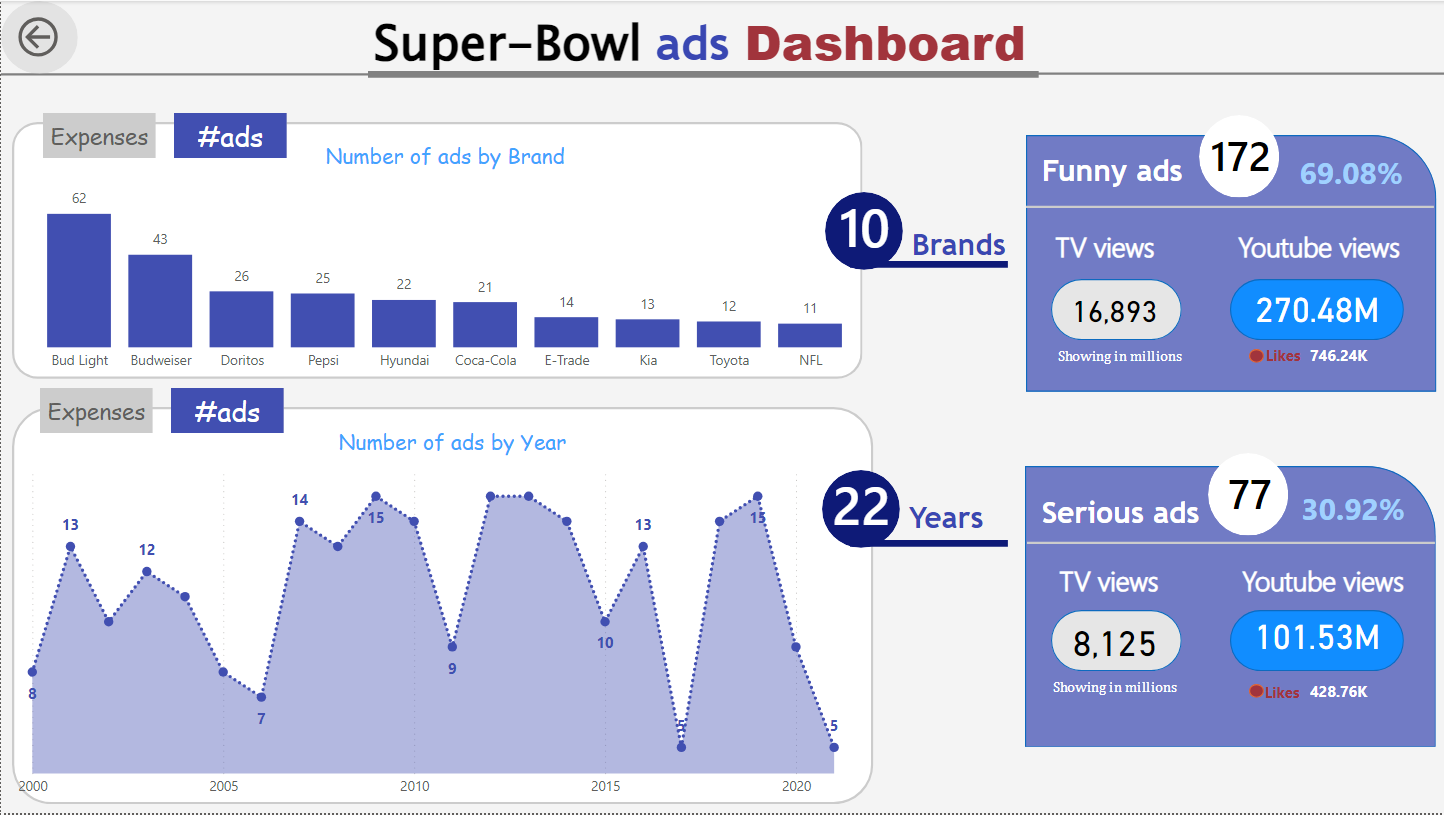 Super-Bowl ads Dashboard
Expenses
#ads
Number of ads by Brand
62
43
26
25
22
21
14
13
12
11
Bud Light
Budweiser
Doritos
Pepsi
Hyundai
Coca-Cola
E-Trade
Kia
Toyota
NFL
10
Brands
Expenses
#ads
Number of ads by Year
8
13
12
7
14
15
9
10
13
5
15
5
2000
2005
2010
2015
2020
22
Years
Funny ads
172
69.08%
TV views
Youtube views
16,893
270.48M
Showing in millions
Likes 746.24K
Serious ads
77
30.92%
TV views
Youtube views
8,125
101.53M
Showing in millions
Likes 428.76K